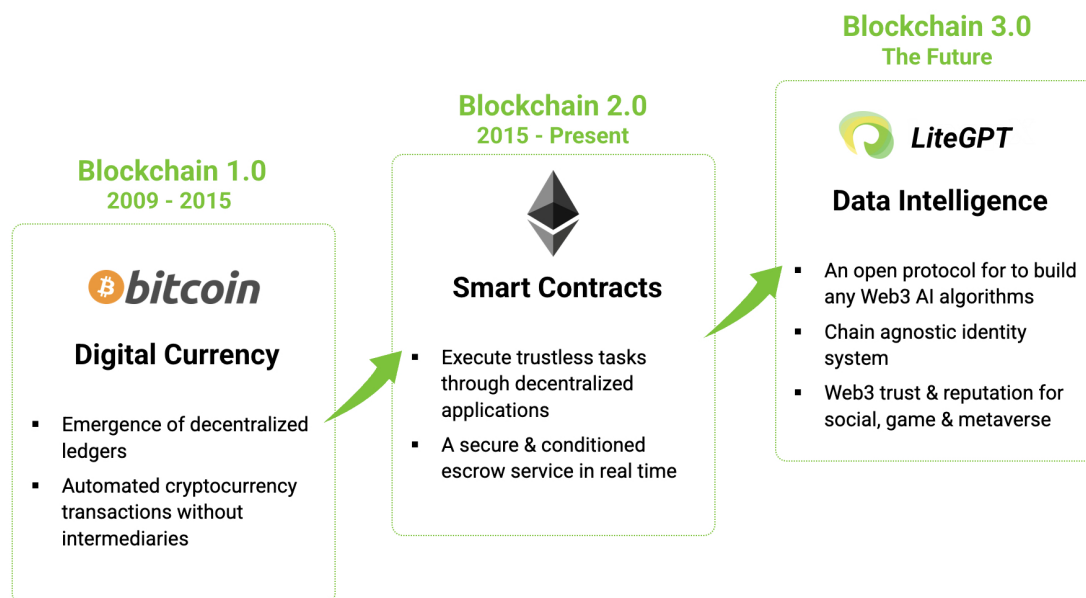 Blockchain 1.0
2009 - 2015
bitcoin
Digital Currency
▪ Emergence of decentralized
ledgers
▪ Automated cryptocurrency
transactions without
intermediaries
Blockchain 2.0
2015 - Present
Smart Contracts
▪ Execute trustless tasks
through decentralized
applications
▪ A secure & conditioned
escrow service in real time
Blockchain 3.0
The Future
LiteGPT
Data Intelligence
▪ An open protocol for to build
any Web3 AI algorithms
▪ Chain agnostic identity
system
▪ Web3 trust & reputation for
social, game & metaverse